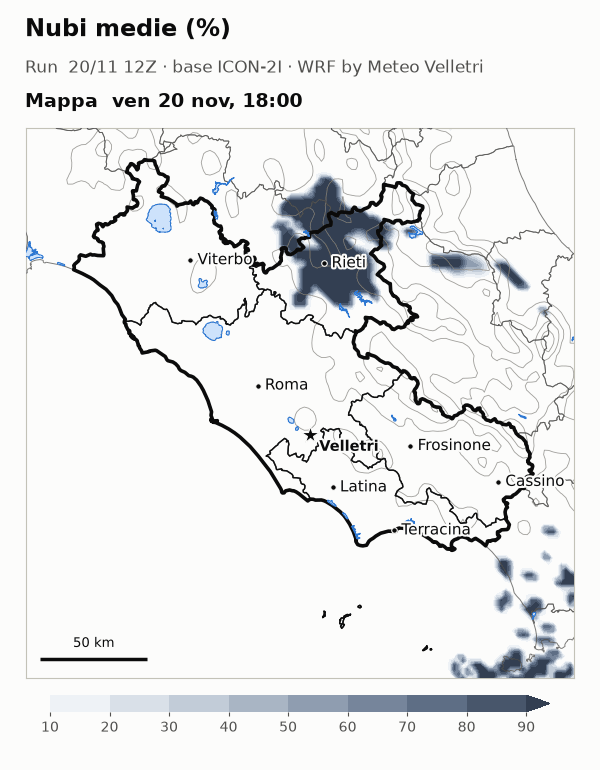 Nubi medie (%)
Run 20/11 12Z · base ICON-2I · WRF by Meteo Velletri
Mappa ven 20 nov, 18:00
Viterbo
Rieti
Roma
Velletri
Frosinone
Latina
Cassino
Terracina
50 km
10 20 30 40 50 60 70 80 90